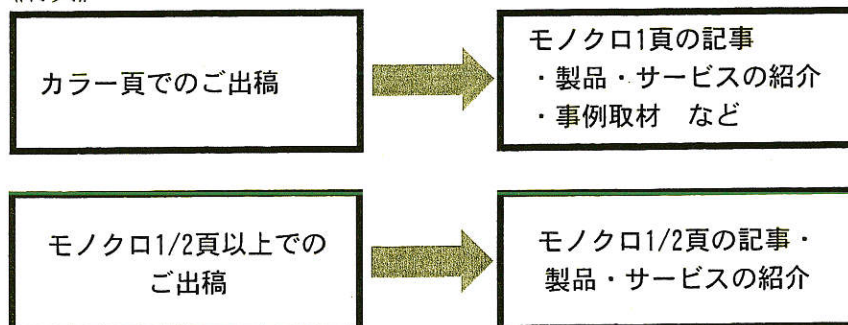 カラー頁でのご出稿
モノクロ1頁の記事
・製品・サービスの紹介
・事例取材　など
モノクロ1/2頁以上での
ご出稿
モノクロ1/2頁の記事・
製品・サービスの紹介